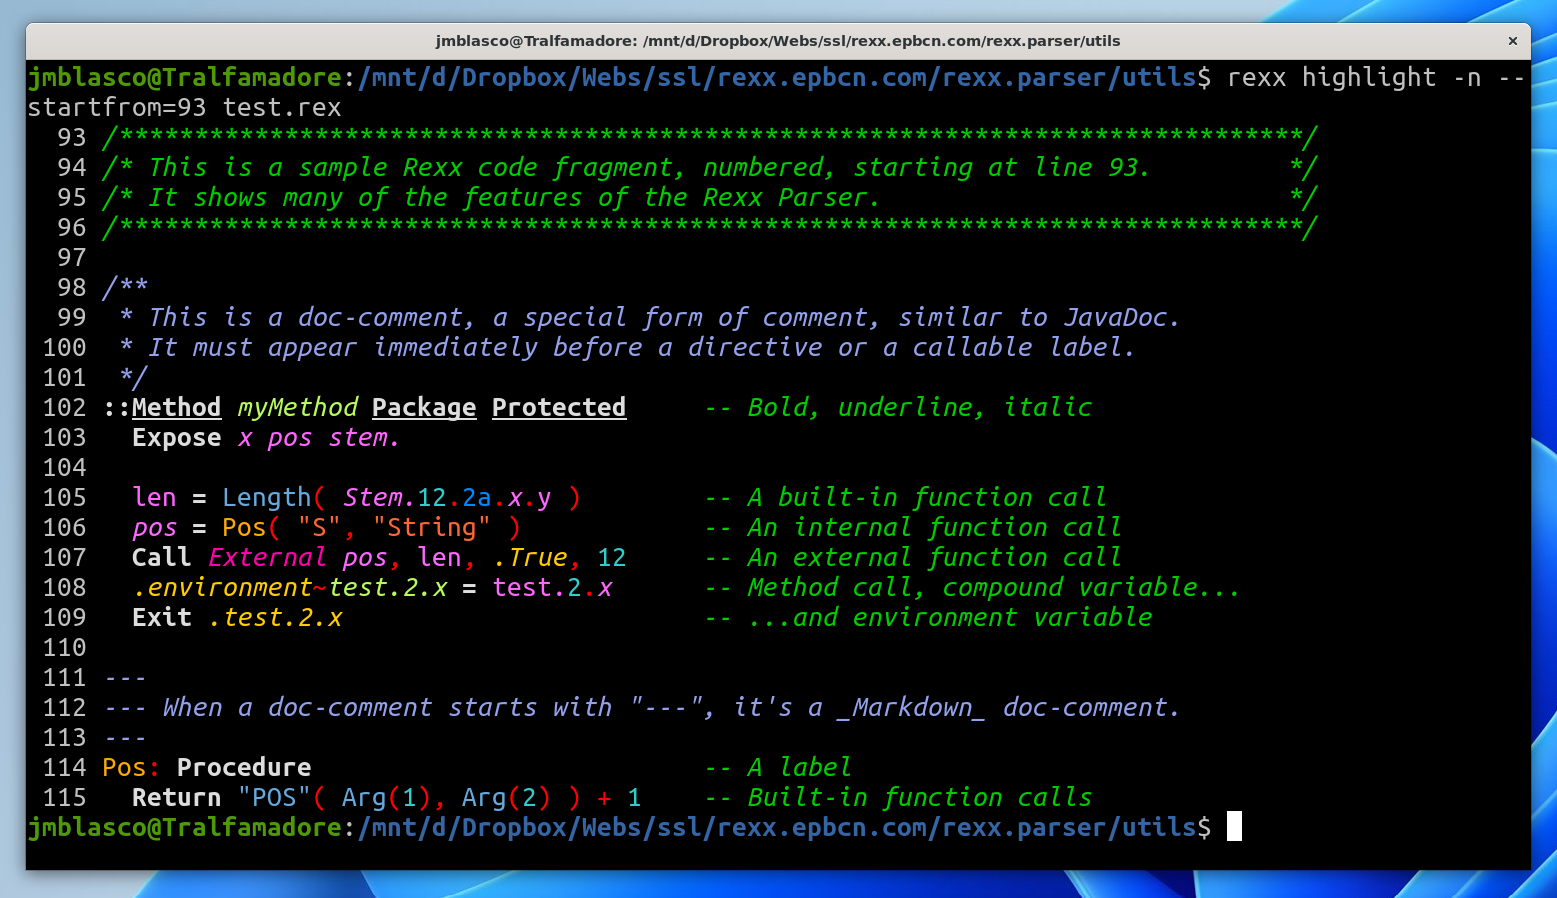 jmblasco@Tralfamadore: /mnt/d/Dropbox/Webs/ssl/rexx.epbcn.com/rexx.parser/utils ×
jmblasco@Tralfamadore:/mnt/d/Dropbox/Webs/ssl/rexx.epbcn.com/rexx.parser/utils$ rexx highlight -n --
startfrom=93 test.rex
   93 /*******************************************************************************/
   94 /* This is a sample Rexx code fragment, numbered, starting at line 93.         */
   95 /* It shows many of the features of the Rexx Parser.                           */
   96 /*******************************************************************************/
   97
   98 /**
   99  * This is a doc-comment, a special form of comment, similar to JavaDoc.
  100  * It must appear immediately before a directive or a callable label.
  101  */
  102 ::Method myMethod Package Protected     -- Bold, underline, italic
  103   Expose x pos stem.
  104
  105   len = Length( Stem.12.2a.x.y )        -- A built-in function call
  106   pos = Pos( "S", "String" )            -- An internal function call
  107   Call External pos, len, .True, 12     -- An external function call
  108   .environment~test.2.x = test.2.x      -- Method call, compound variable...
  109   Exit .test.2.x                        -- ...and environment variable
  110
  111 ---
  112 --- When a doc-comment starts with "---", it's a _Markdown_ doc-comment.
  113 ---
  114 Pos: Procedure                          -- A label
  115   Return "POS"( Arg(1), Arg(2) ) + 1    -- Built-in function calls
jmblasco@Tralfamadore:/mnt/d/Dropbox/Webs/ssl/rexx.epbcn.com/rexx.parser/utils$